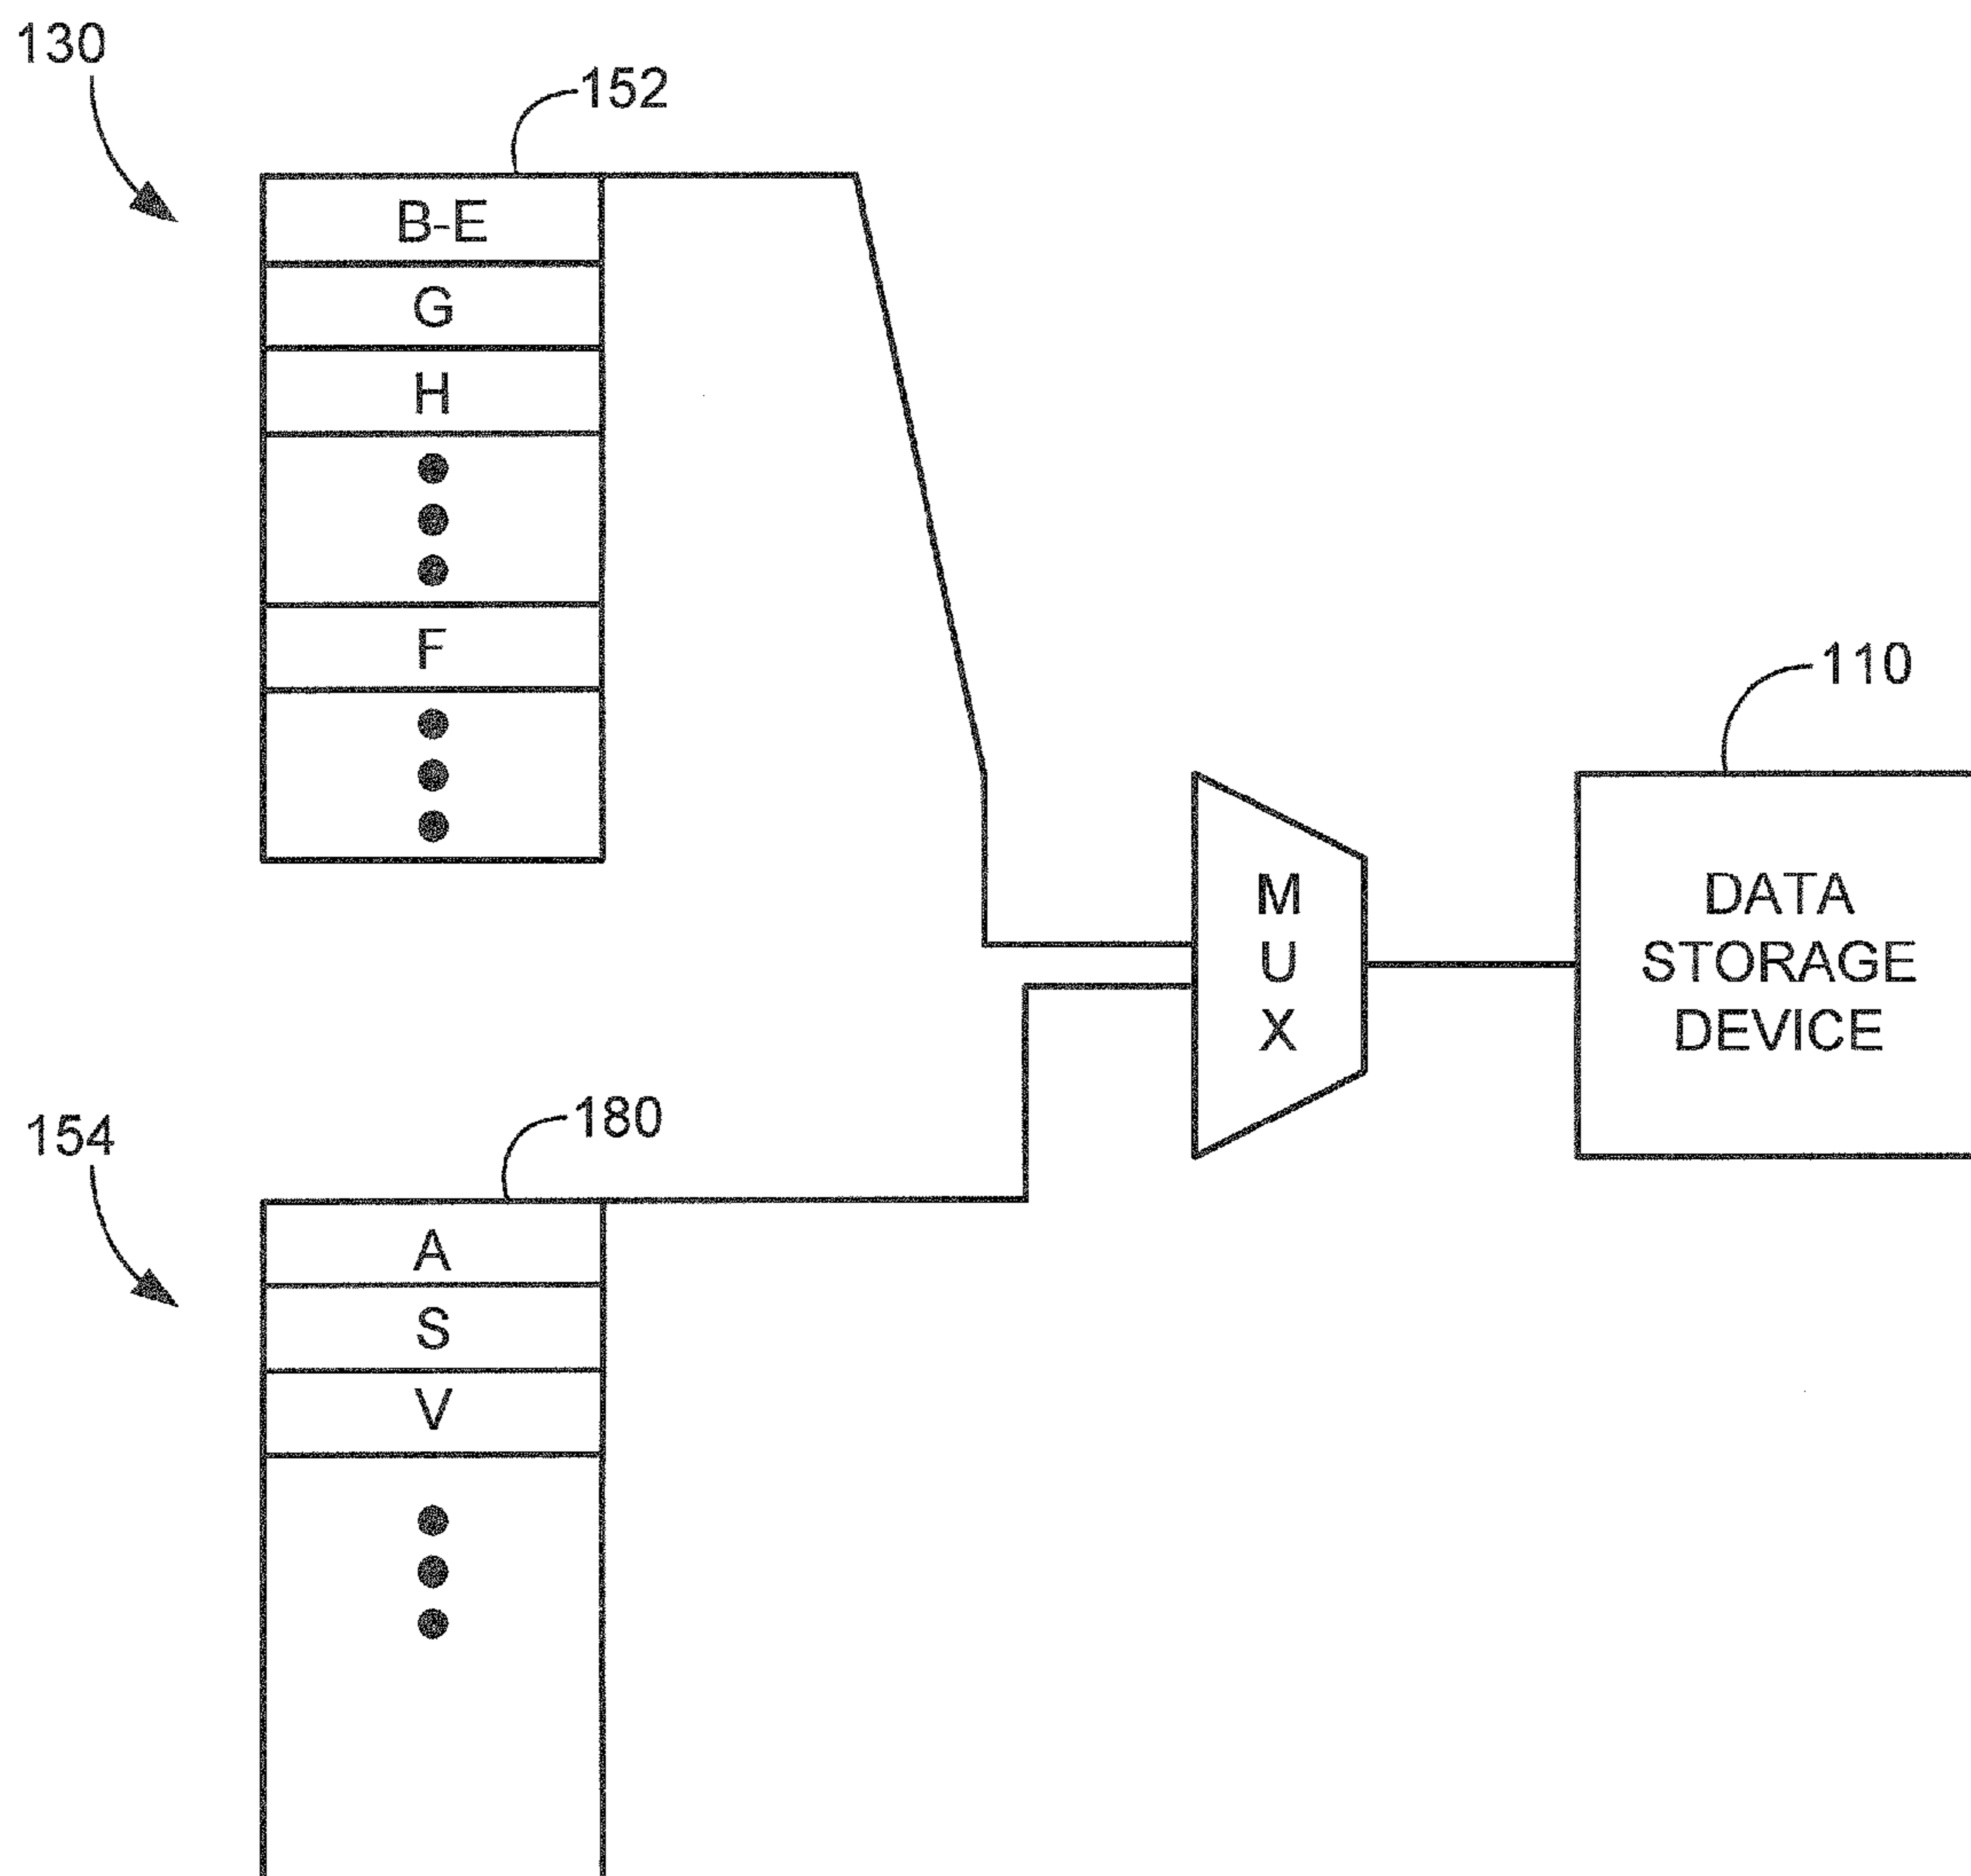 130
152
B-E
G
H
F
110
M
U
X
DATA
STORAGE
DEVICE
180
154
A
S
V